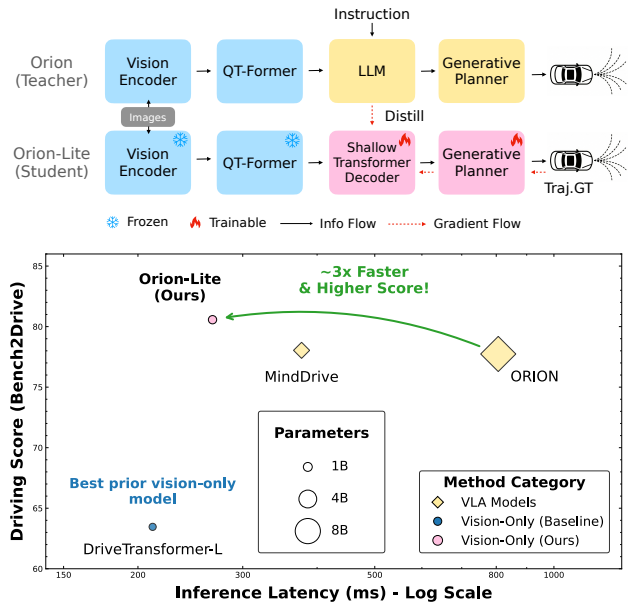 Instruction
Orion
(Teacher)
Vision
Encoder
QT-Former
LLM
Generative
Planner
Images
Distill
Orion-Lite
(Student)
Vision
Encoder
QT-Former
Shallow
Transformer
Decoder
Generative
Planner
Traj.GT
Frozen
Trainable
Info Flow
Gradient Flow
Driving Score (Bench2Drive)
85
80
75
70
65
60
Orion-Lite
(Ours)
~3x Faster
& Higher Score!
MindDrive
ORION
Best prior vision-only
model
DriveTransformer-L
Parameters
1B
4B
8B
Method Category
VLA Models
Vision-Only (Baseline)
Vision-Only (Ours)
150
200
300
500
800
1000
Inference Latency (ms) - Log Scale